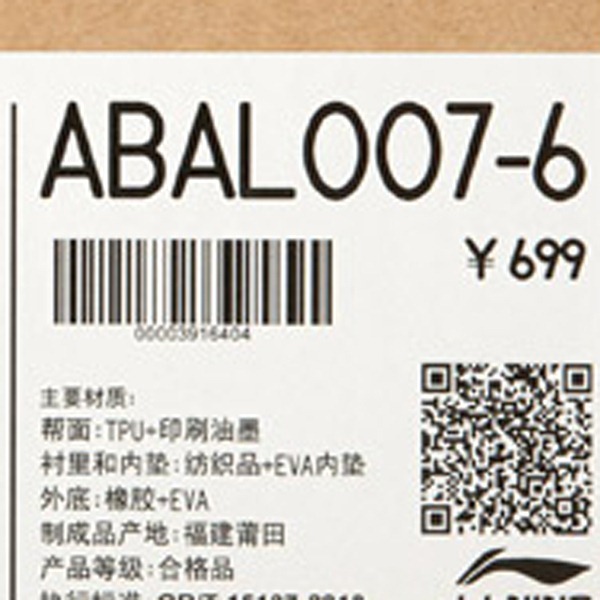 ABAL007-6
¥ 699
00003916404
主要材质:
帮面:TPU+印刷油墨
衬里和内垫:纺织品+EVA内垫
外底:橡胶+EVA
制成品产地:福建莆田
产品等级:合格品